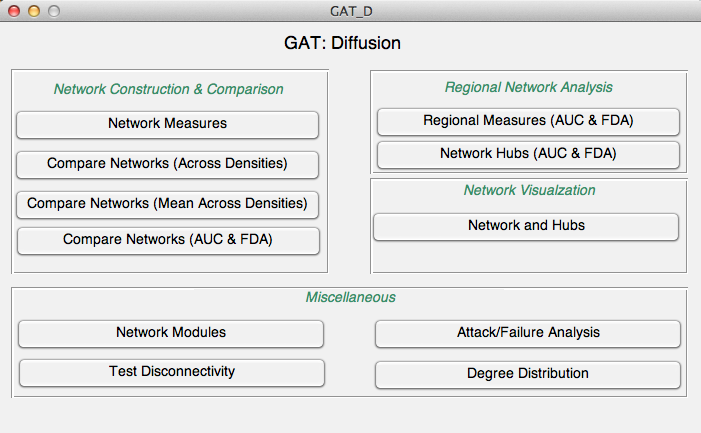 GAT_D
GAT: Diffusion
Network Construction & Comparison
Network Measures
Compare Networks (Across Densities)
Compare Networks (Mean Across Densities)
Compare Networks (AUC & FDA)
Regional Network Analysis
Regional Measures (AUC & FDA)
Network Hubs (AUC & FDA)
Network Visualzation
Network and Hubs
Miscellaneous
Network Modules
Attack/Failure Analysis
Test Disconnectivity
Degree Distribution